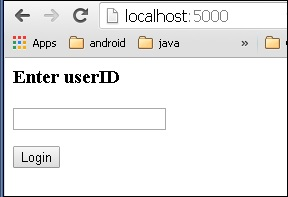 localhost:5000
Apps android java »
Enter userID
Login